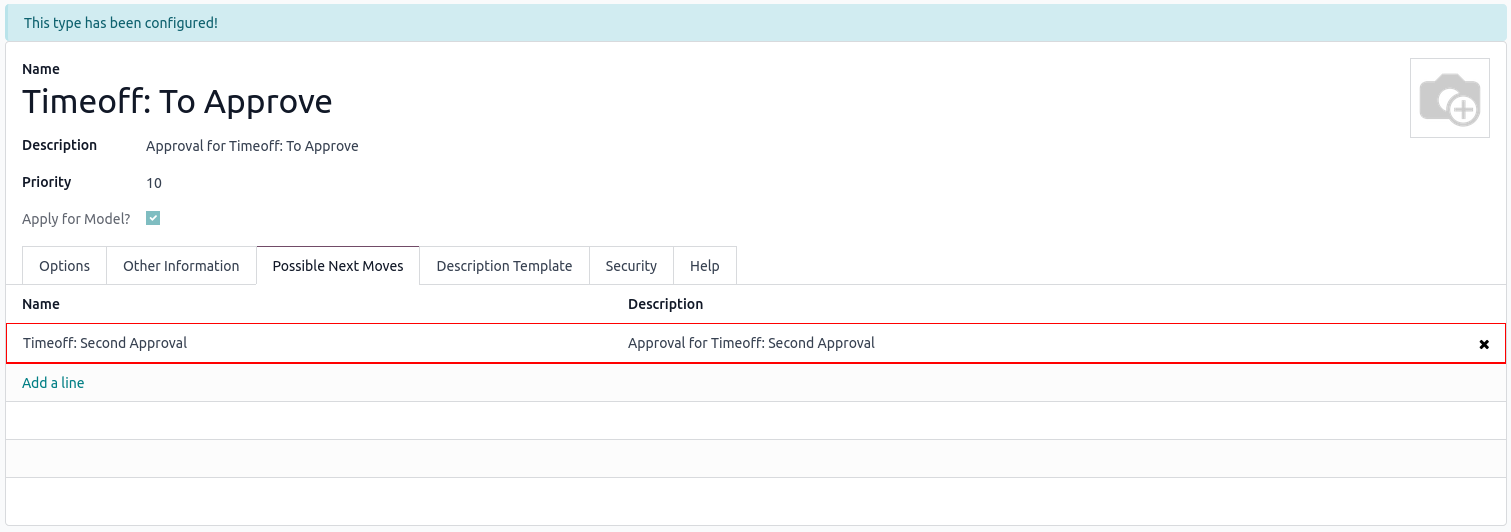 This type has been configured!
Name
Timeoff: To Approve
Description Approval for Timeoff: To Approve
Priority 10
Apply for Model?
Options Other Information Possible Next Moves Description Template Security Help
Name Description
Timeoff: Second Approval Approval for Timeoff: Second Approval
Add a line